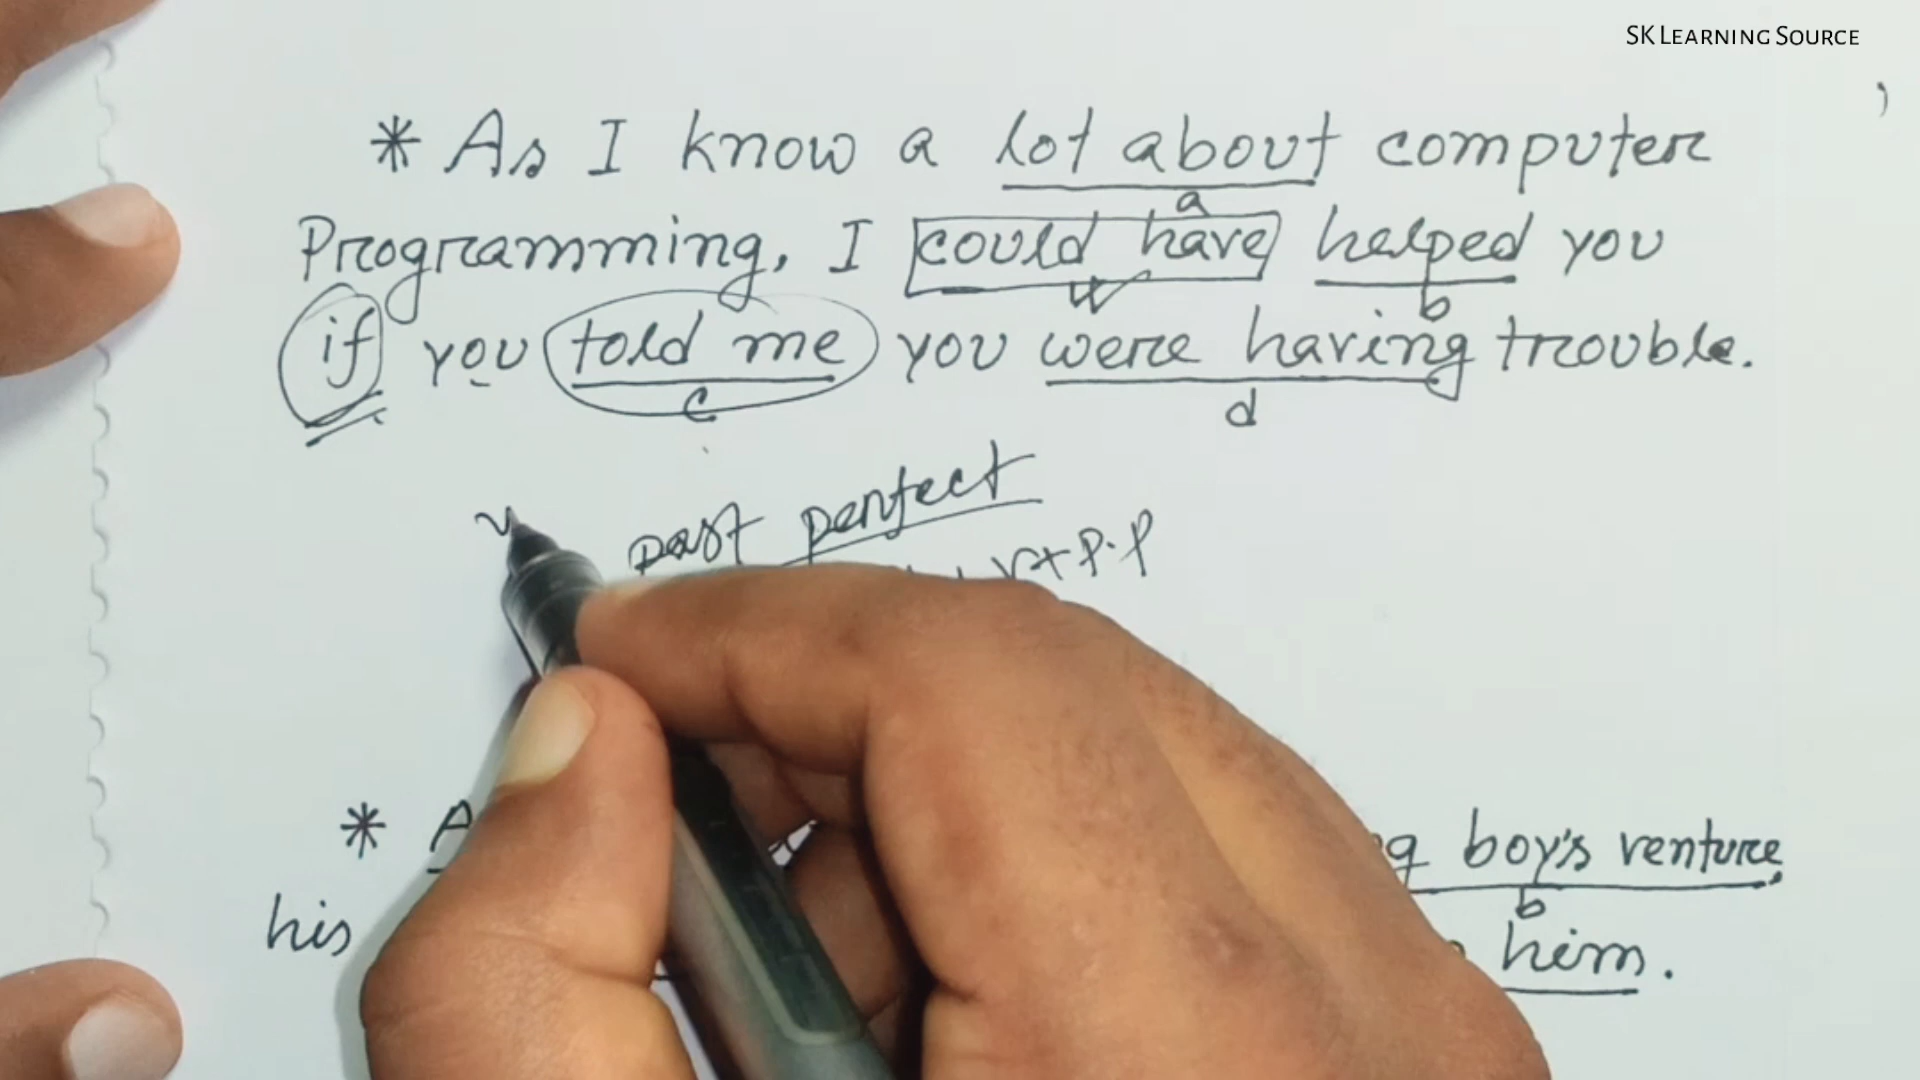 SK LEARNING SOURCE
* As I know a lot about computer
a
Programming, I could have helped you
b
if you told me you were having trouble.
c d
past perfect
v+p.p
* A boy's venture,
b
his him.